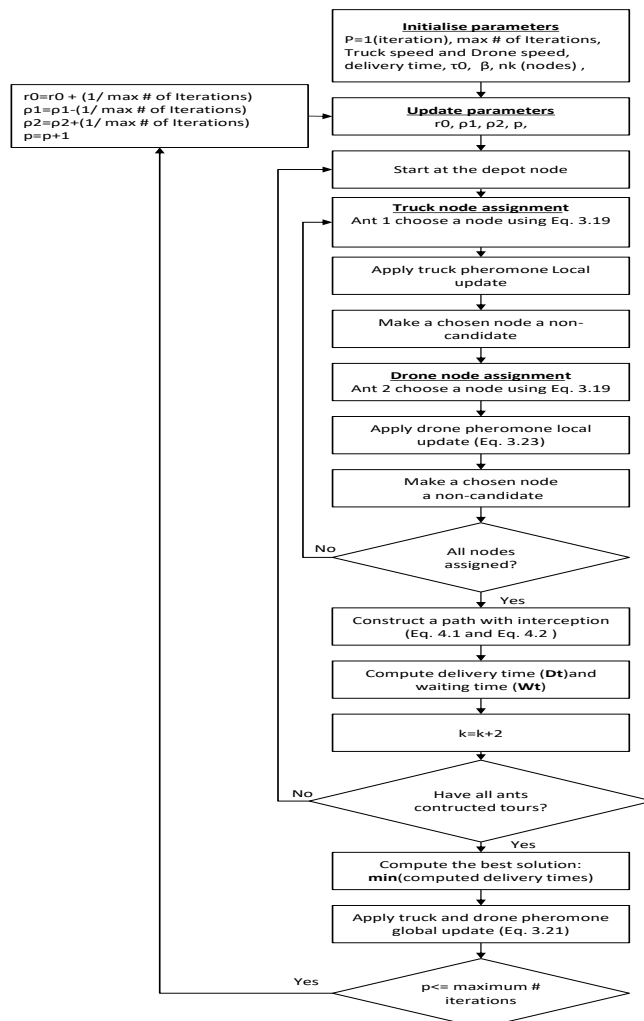 Initialise parameters
P=1(iteration), max # of Iterations,
Truck speed and Drone speed,
delivery time, τ0, β, nk (nodes) ,
r0=r0 + (1/ max # of Iterations)
ρ1=ρ1-(1/ max # of Iterations)
ρ2=ρ2+(1/ max # of Iterations)
p=p+1
Update parameters
r0, ρ1, ρ2, p,
Start at the depot node
Truck node assignment
Ant 1 choose a node using Eq. 3.19
Apply truck pheromone Local
update
Make a chosen node a non-
candidate
Drone node assignment
Ant 2 choose a node using Eq. 3.19
Apply drone pheromone local
update (Eq. 3.23)
Make a chosen node
a non-candidate
No
All nodes
assigned?
Yes
Construct a path with interception
(Eq. 4.1 and Eq. 4.2 )
Compute delivery time (Dt)and
waiting time (Wt)
k=k+2
No
Have all ants
contructed tours?
Yes
Compute the best solution:
min(computed delivery times)
Apply truck and drone pheromone
global update (Eq. 3.21)
Yes
p<= maximum #
iterations